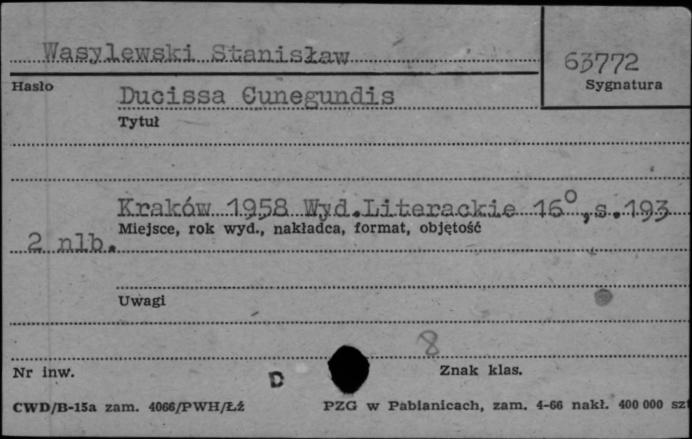 Wasylewski Stanisław
63772
Hasło
Sygnatura
Ducissa Cunegundis
Tytuł
Kraków 1958 Wyd.Literackie 16°,s.193
Miejsce, rok wyd., nakładca, format, objętość
2 nlb.
Uwagi
8
Nr inw.
Znak klas.
D
CWD/B-15a zam. 4066/PWH/Łż PZG w Pabianicach, zam. 4-66 nakł. 400 000 szt